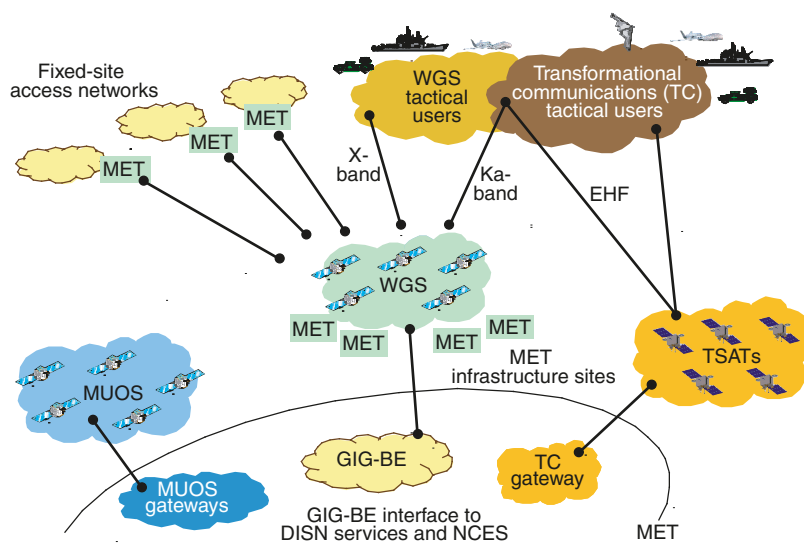 Fixed-site
access networks
MET
MET
MET
WGS
tactical
users
Transformational
communications (TC)
tactical users
X-
band
Ka-
band
EHF
WGS
MET
MET
MET
MET
MET
infrastructure sites
TSATs
MUOS
MUOS
gateways
GIG-BE
TC
gateway
GIG-BE interface to
DISN services and NCES
MET